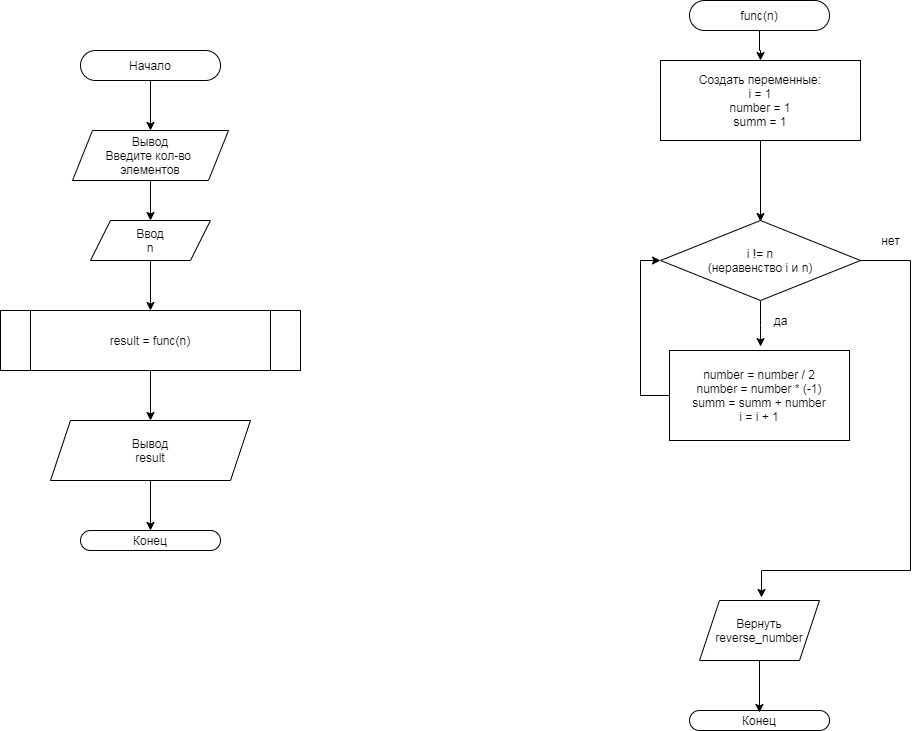 Начало
Вывод
Введите кол-во
элементов
Ввод
n
result = func(n)
Вывод
result
Конец
func(n)
Создать переменные:
i = 1
number = 1
summ = 1
i != n
(неравенство i и n)
нет
да
number = number / 2
number = number * (-1)
summ = summ + number
i = i + 1
Вернуть
reverse_number
Конец